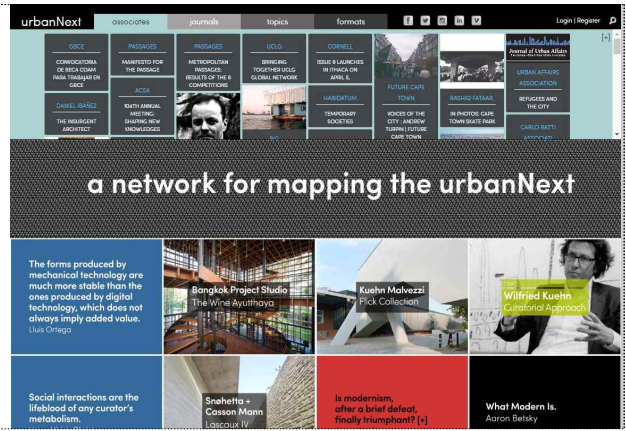 urbanNext
associates
journals
topics
formats
Login | Register
[+]
GBCE
CONVOCATORIA
DE BECA CSIAM
PARA TRABAJAR EN
GBCE
DANIEL IBAÑEZ
THE INSURGENT
ARCHITECT
PASSAGES
MANIFESTO FOR
THE PASSAGE
ACSA
104TH ANNUAL
MEETING:
SHAPING NEW
KNOWLEDGES
PASSAGES
METROPOLITAN
PASSAGES:
RESULTS OF THE 6
COMPETITIONS
UCLG
BRINGING
TOGETHER UCLG
GLOBAL NETWORK
BIG
CORNELL
ISSUE 8 LAUNCHES
IN ITHACA ON
APRIL 5,
HABIDATUM
TEMPORARY
SOCIETIES
FUTURE CAPE
TOWN
VOICES OF THE
CITY : ANDREW
TURPIN | FUTURE
CAPE TOWN
RASHIQ FATAAR
IN PHOTOS: CAPE
TOWN SKATE PARK
Journal of Urban Affairs
URBAN AFFAIRS
ASSOCIATION
REFUGEES AND
THE CITY
CARLO RATTI
ASSOCIATI
a network for mapping the urbanNext
The forms produced by
mechanical technology are
much more stable than the
ones produced by digital
technology, which does not
always imply added value.
Lluís Ortega
Bangkok Project Studio
The Wine Ayutthaya
Kuehn Malvezzi
Flick Collection
Wilfried Kuehn
Curatorial Approach
Social interactions are the
lifeblood of any curator's
metabolism.
Snøhetta +
Casson Mann
Lascaux IV
Is modernism,
after a brief defeat,
finally triumphant? [+]
What Modern Is.
Aaron Betsky